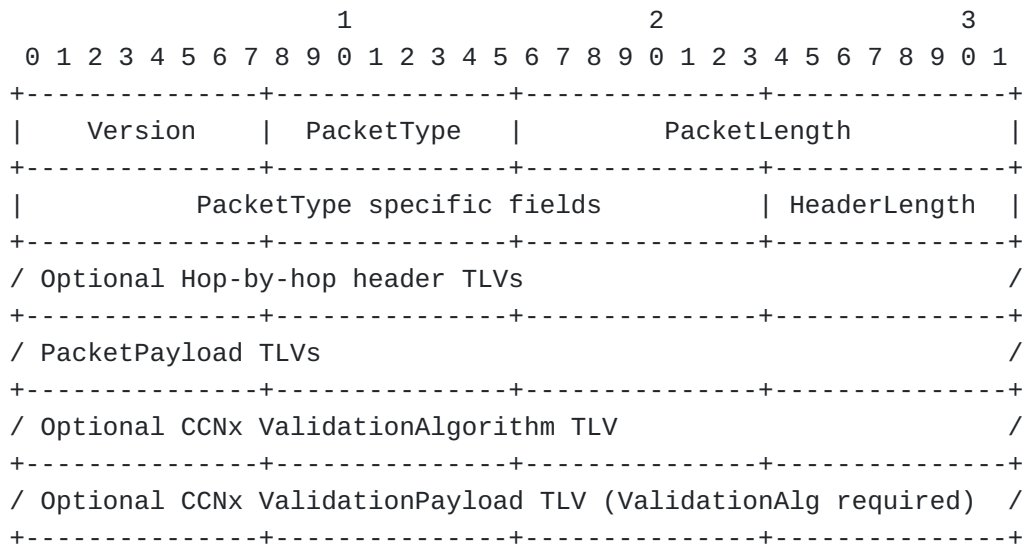 1                   2                   3
 0 1 2 3 4 5 6 7 8 9 0 1 2 3 4 5 6 7 8 9 0 1 2 3 4 5 6 7 8 9 0 1
+---------------+---------------+---------------+---------------+
|    Version    |  PacketType   |         PacketLength          |
+---------------+---------------+---------------+---------------+
|           PacketType specific fields          | HeaderLength  |
+---------------+---------------+---------------+---------------+
/ Optional Hop-by-hop header TLVs                               /
+---------------+---------------+---------------+---------------+
/ PacketPayload TLVs                                            /
+---------------+---------------+---------------+---------------+
/ Optional CCNx ValidationAlgorithm TLV                         /
+---------------+---------------+---------------+---------------+
/ Optional CCNx ValidationPayload TLV (ValidationAlg required)  /
+---------------+---------------+---------------+---------------+